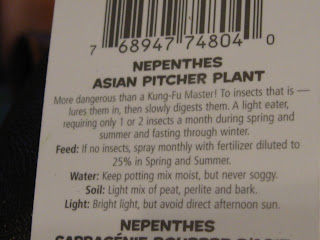 7 68947 74804 0
NEPENTHES
ASIAN PITCHER PLANT
More dangerous than a Kung-Fu Master! To insects that is —
lures them in, then slowly digests them. A light eater,
requiring only 1 or 2 insects a month during spring and
summer and fasting through winter.
Feed: If no insects, spray monthly with fertilizer diluted to
25% in Spring and Summer.
Water: Keep potting mix moist, but never soggy.
Soil: Light mix of peat, perlite and bark.
Light: Bright light, but avoid direct afternoon sun.
NEPENTHES